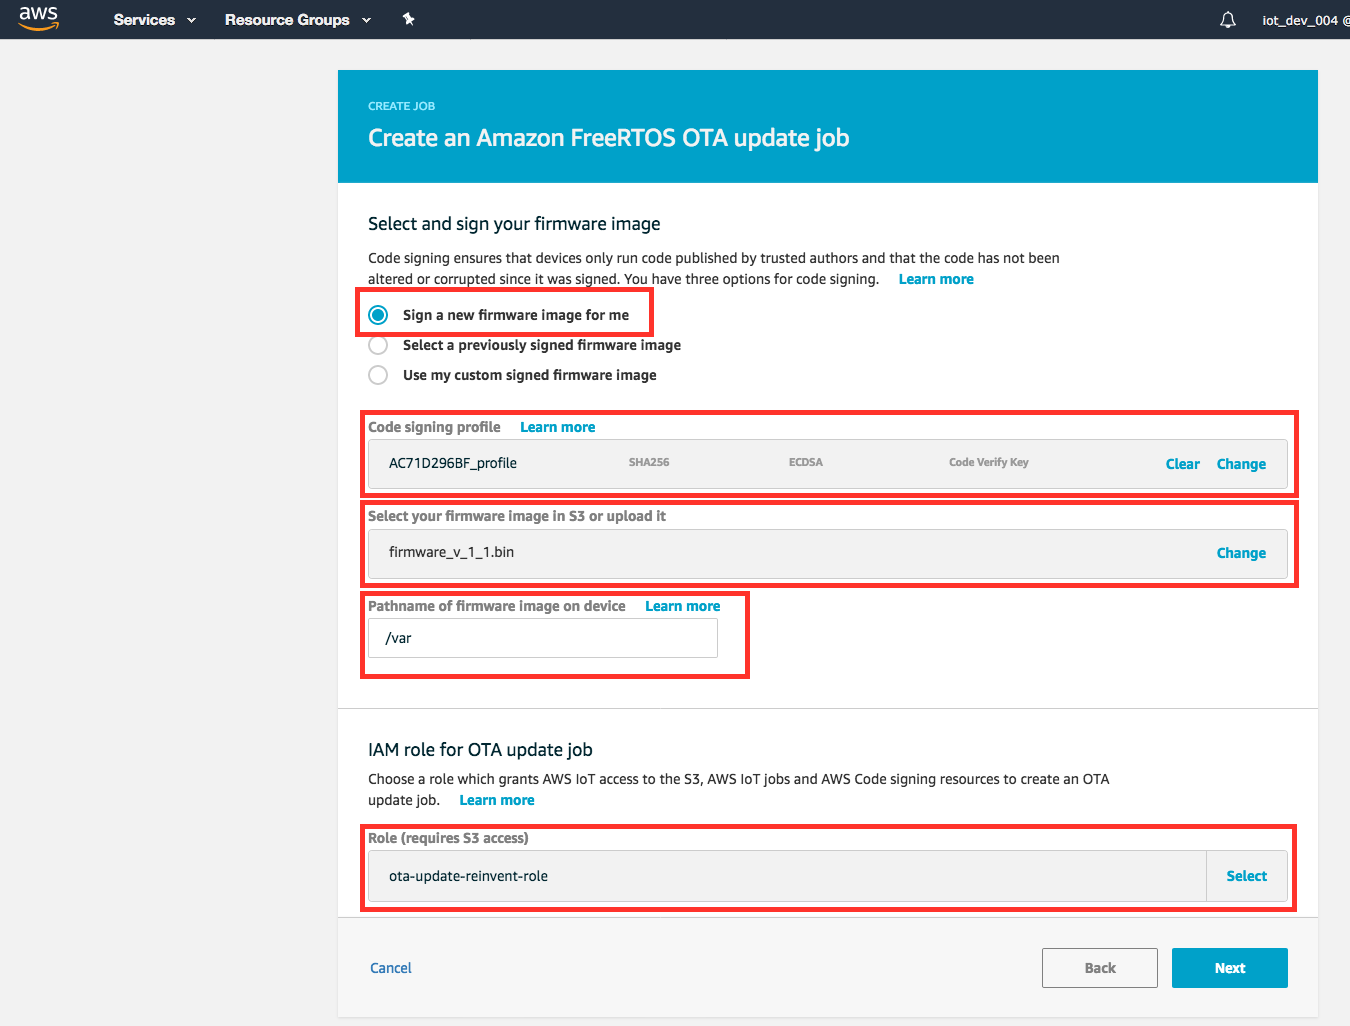 aws Services Resource Groups iot_dev_004 @
CREATE JOB
Create an Amazon FreeRTOS OTA update job
Select and sign your firmware image
Code signing ensures that devices only run code published by trusted authors and that the code has not been
altered or corrupted since it was signed. You have three options for code signing. Learn more
Sign a new firmware image for me
Select a previously signed firmware image
Use my custom signed firmware image
Code signing profile Learn more
AC71D296BF_profile SHA256 ECDSA Code Verify Key Clear Change
Select your firmware image in S3 or upload it
firmware_v_1_1.bin Change
Pathname of firmware image on device Learn more
/var
IAM role for OTA update job
Choose a role which grants AWS IoT access to the S3, AWS IoT jobs and AWS Code signing resources to create an OTA
update job. Learn more
Role (requires S3 access)
ota-update-reinvent-role Select
Cancel Back Next